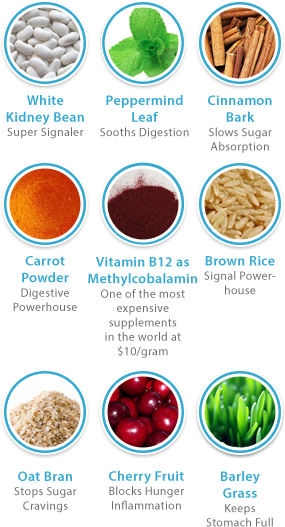 White
Kidney Bean
Super Signaler
Peppermind
Leaf
Sooths Digestion
Cinnamon
Bark
Slows Sugar
Absorption
Carrot
Powder
Digestive
Powerhouse
Vitamin B12 as
Methylcobalamin
One of the most
expensive
supplements
in the world at
$10/gram
Brown Rice
Signal Power-
house
Oat Bran
Stops Sugar
Cravings
Cherry Fruit
Blocks Hunger
Inflammation
Barley
Grass
Keeps
Stomach Full